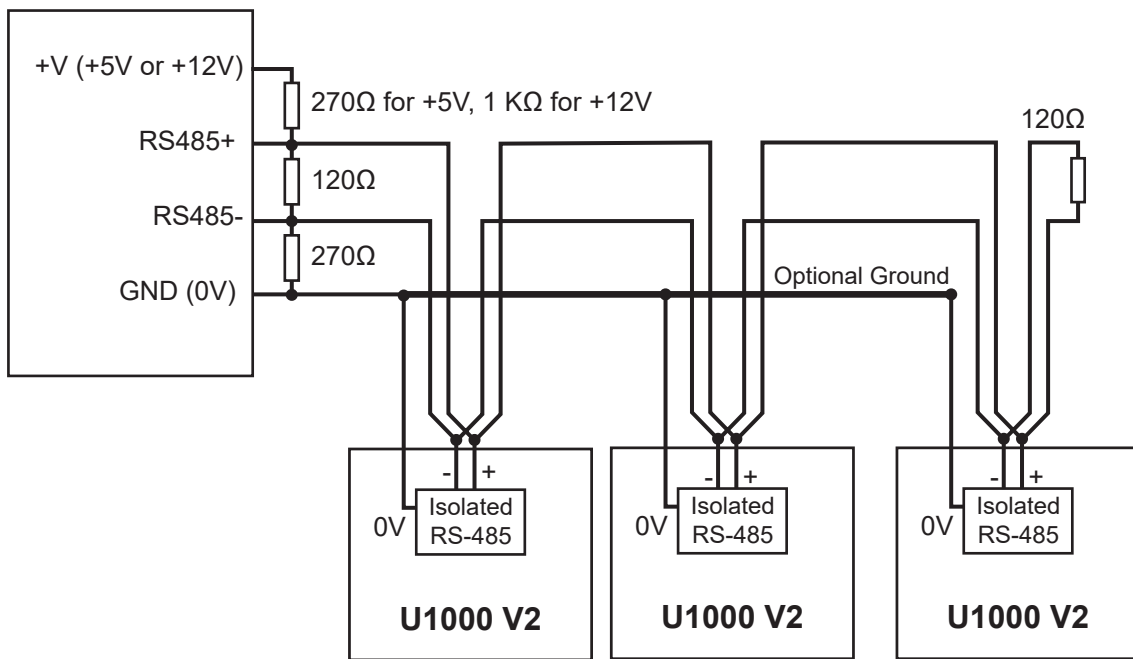 +V (+5V or +12V)
270Ω for +5V, 1 KΩ for +12V
120Ω
RS485+
120Ω
RS485-
270Ω
Optional Ground
GND (0V)
- +
- +
- +
Isolated
RS-485
Isolated
RS-485
Isolated
RS-485
0V
0V
0V
U1000 V2
U1000 V2
U1000 V2